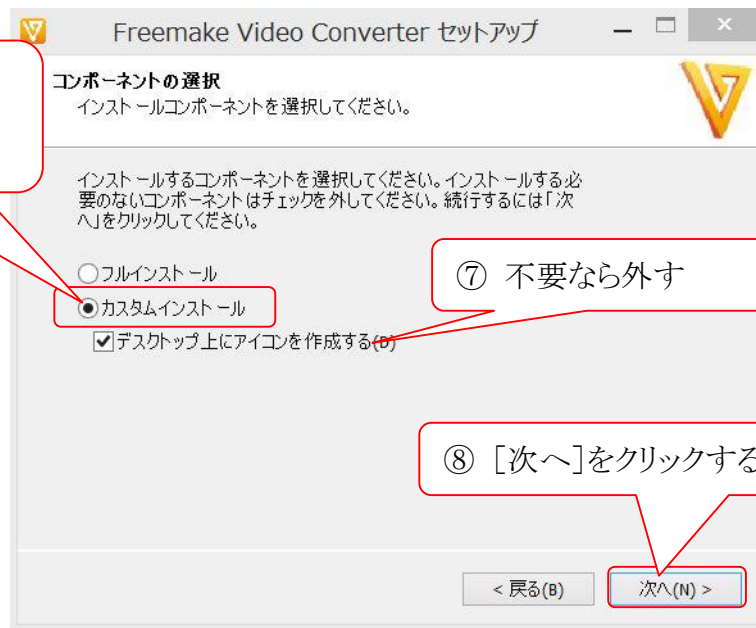 Freemake Video Converter セットアップ
コンポーネントの選択
インストールコンポーネントを選択してください。
インストールするコンポーネントを選択してください。インストールする必
要のないコンポーネントはチェックを外してください。続行するには「次
へ」をクリックしてください。
フルインストール
⑦ 不要なら外す
カスタムインストール
デスクトップ上にアイコンを作成する(D)
⑧ [次へ]をクリックする
< 戻る(B)
次へ(N) >